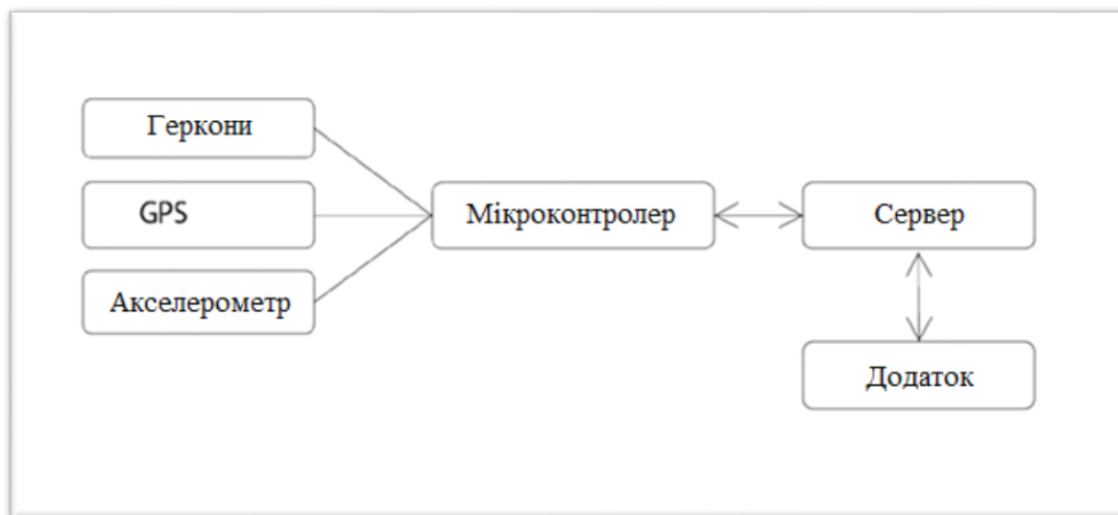 Геркони
GPS
Акселерометр
Мікроконтролер
Сервер
Додаток